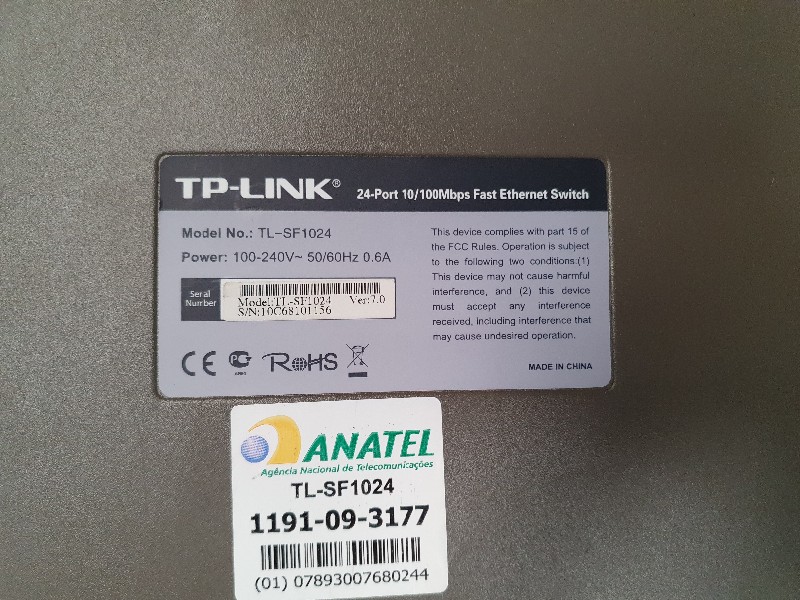 TP-LINK® 24-Port 10/100Mbps Fast Ethernet Switch
Model No.: TL-SF1024
Power: 100-240V~ 50/60Hz 0.6A
Serial
Number
Model:TL-SF1024 Ver:7.0
S/N:10C68101156
CE
RoHS
This device complies with part 15 of
the FCC Rules. Operation is subject
to the following two conditions:(1)
This device may not cause harmful
interference, and (2) this device
must accept any interference
received, including interference that
may cause undesired operation.
MADE IN CHINA
ANATEL
Agência Nacional de Telecomunicações
TL-SF1024
1191-09-3177
(01) 07893007680244